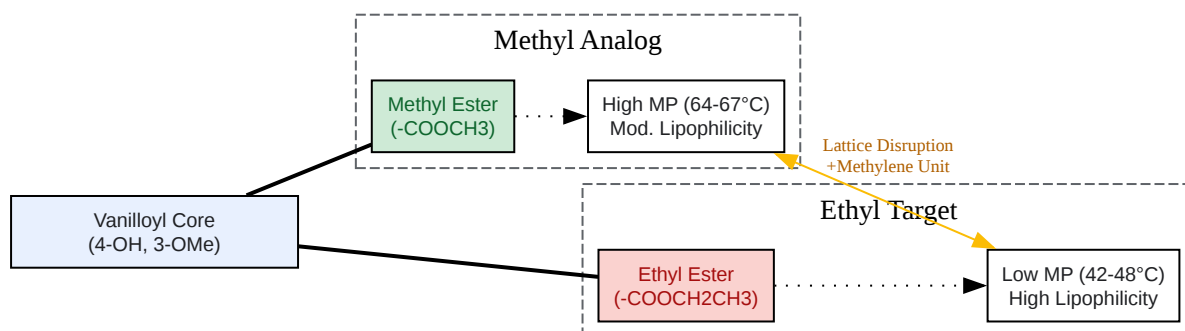 Methyl Analog
Methyl Ester
(-COOCH3)
High MP (64-67°C)
Mod. Lipophilicity
Lattice Disruption
+Methylene Unit
Vanilloyl Core
(4-OH, 3-OMe)
Ethyl Target
Ethyl Ester
(-COOCH2CH3)
Low MP (42-48°C)
High Lipophilicity